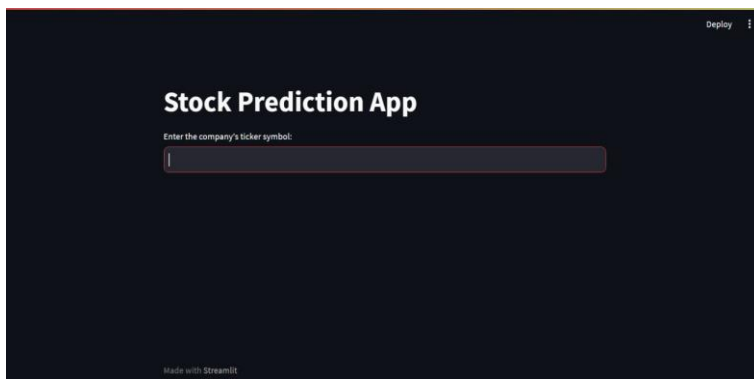 Deploy
Stock Prediction App
Enter the company's ticker symbol:
Made with Streamlit